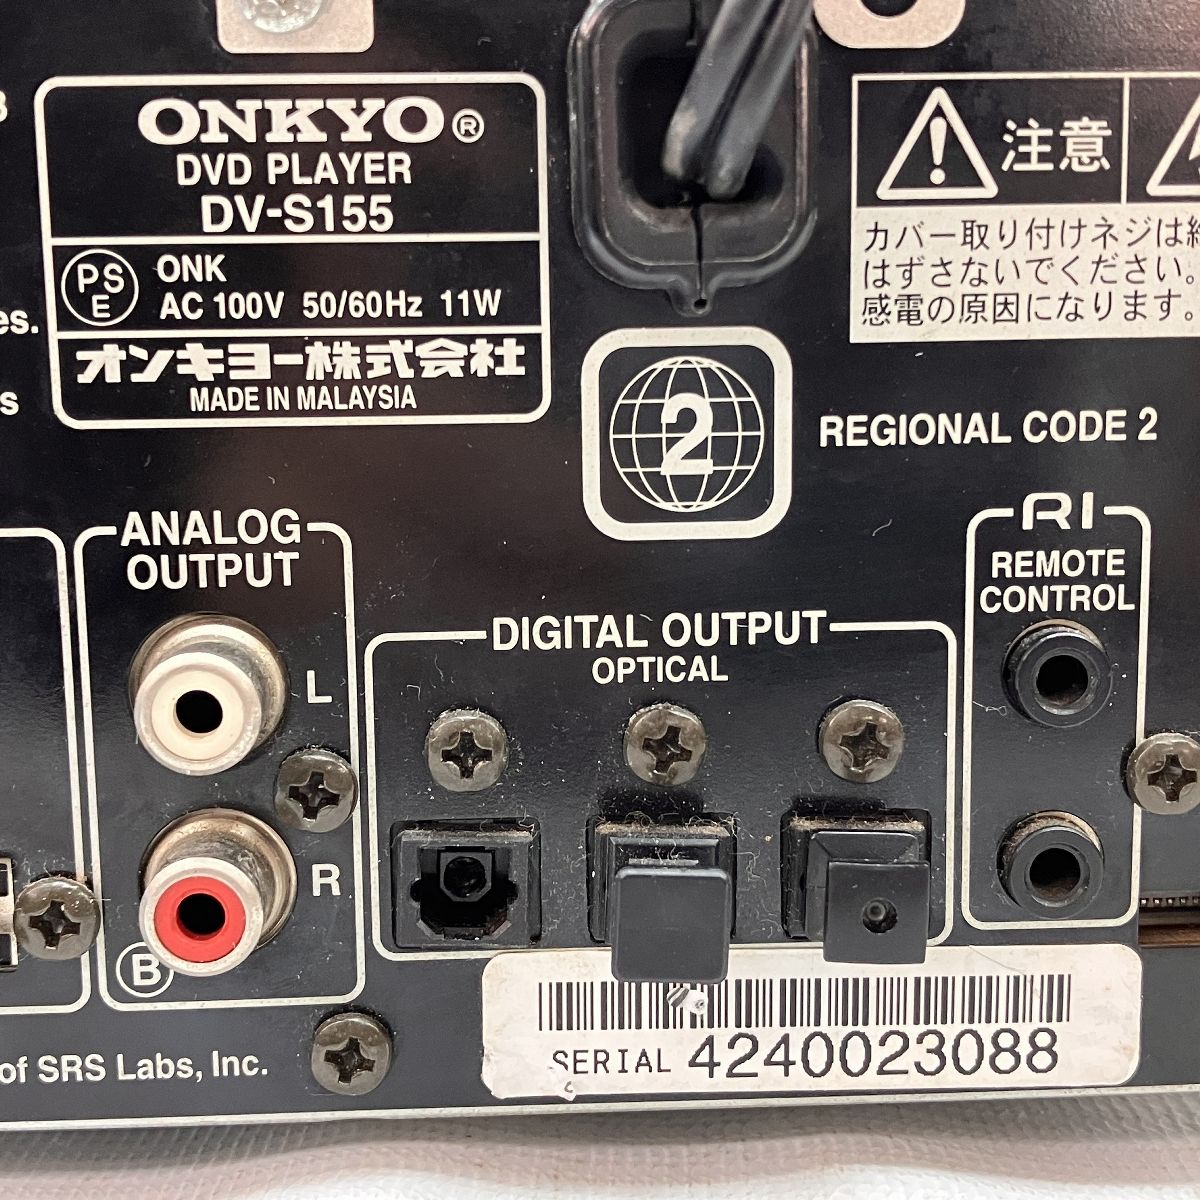 ONKYO®
DVD PLAYER
DV-S155
PSE
ONK
AC 100V 50/60Hz 11W
オンキヨー株式会社
MADE IN MALAYSIA
注意
カバー取り付けネジは
はずさないでください。
感電の原因になります。
2
REGIONAL CODE 2
ANALOG
OUTPUT
L
R
B
DIGITAL OUTPUT
OPTICAL
RI
REMOTE
CONTROL
SERIAL 4240023088
of SRS Labs, Inc.